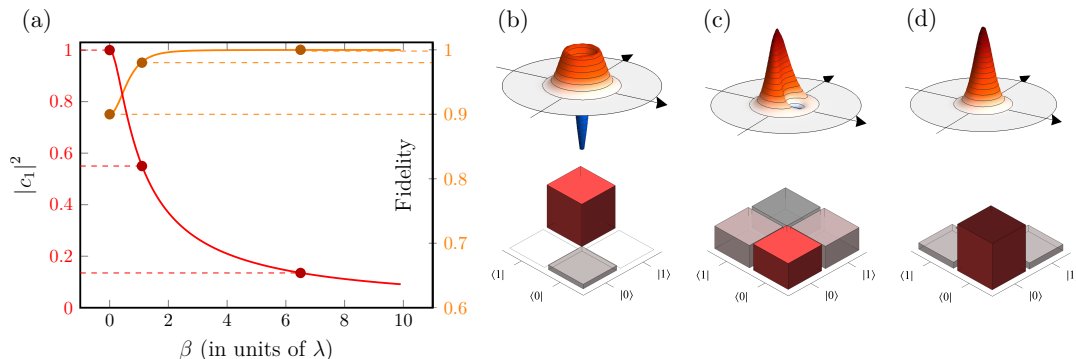 (a)
(b)
(c)
(d)
1
0.8
0.6
0.4
0.2
0
|c₁|²
1
0.9
0.8
0.7
0.6
Fidelity
0 2 4 6 8 10
β (in units of λ)
⟨1| |1⟩
⟨0| |0⟩
⟨1| |1⟩
⟨0| |0⟩
⟨1| |1
⟨0| |0⟩